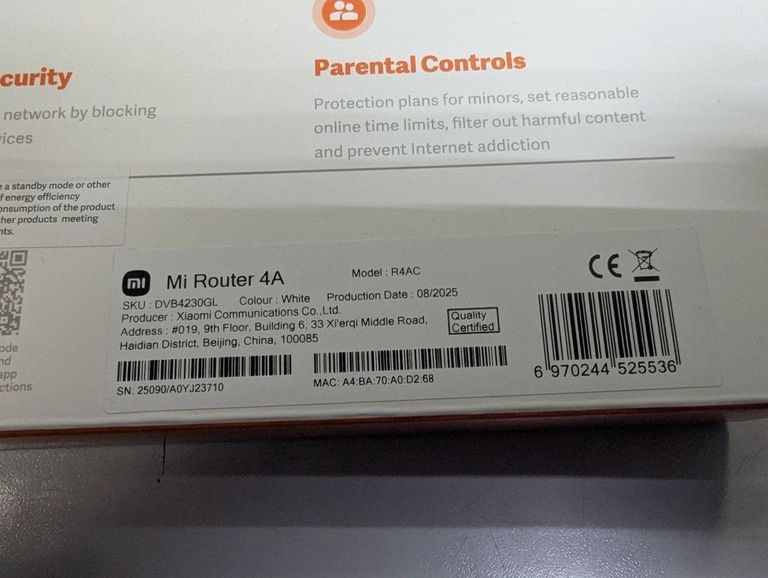 curity
network by blocking
ices
Parental Controls
Protection plans for minors, set reasonable
online time limits, filter out harmful content
and prevent Internet addiction
e a standby mode or other
f energy efficiency
onsumption of the product
her products meeting
nts.
ode
nd
app
ctions
mi
Mi Router 4A
Model : R4AC
SKU : DVB4230GL Colour : White Production Date : 08/2025
Producer : Xiaomi Communications Co.,Ltd.
Address : #019, 9th Floor, Building 6, 33 Xi'erqi Middle Road,
Haidian District, Beijing, China, 100085
Quality
Certified
CE
SN: 25090/A0YJ23710
MAC: A4:BA:70:A0:D2:68
6 970244 525536